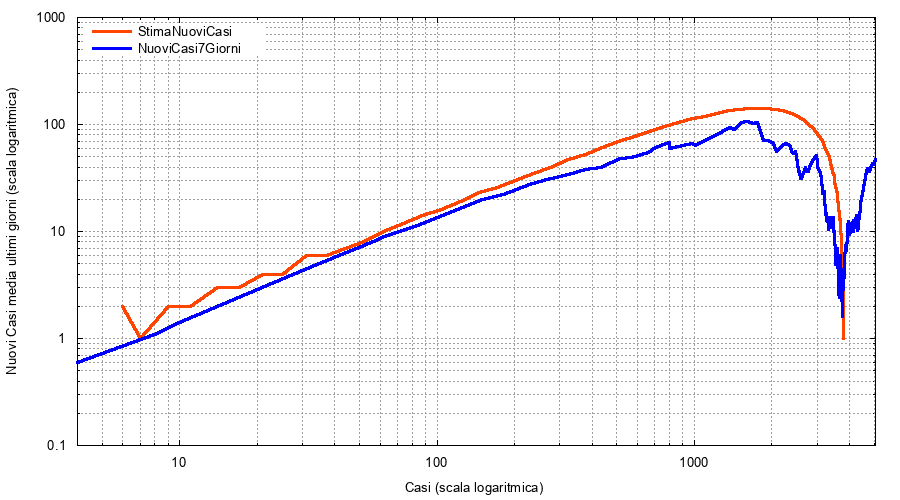 1000
StimaNuoviCasi
NuoviCasi7Giorni
100
10
1
0.1
Nuovi Casi media ultimi giorni (scala logaritmica)
10 100 1000
Casi (scala logaritmica)